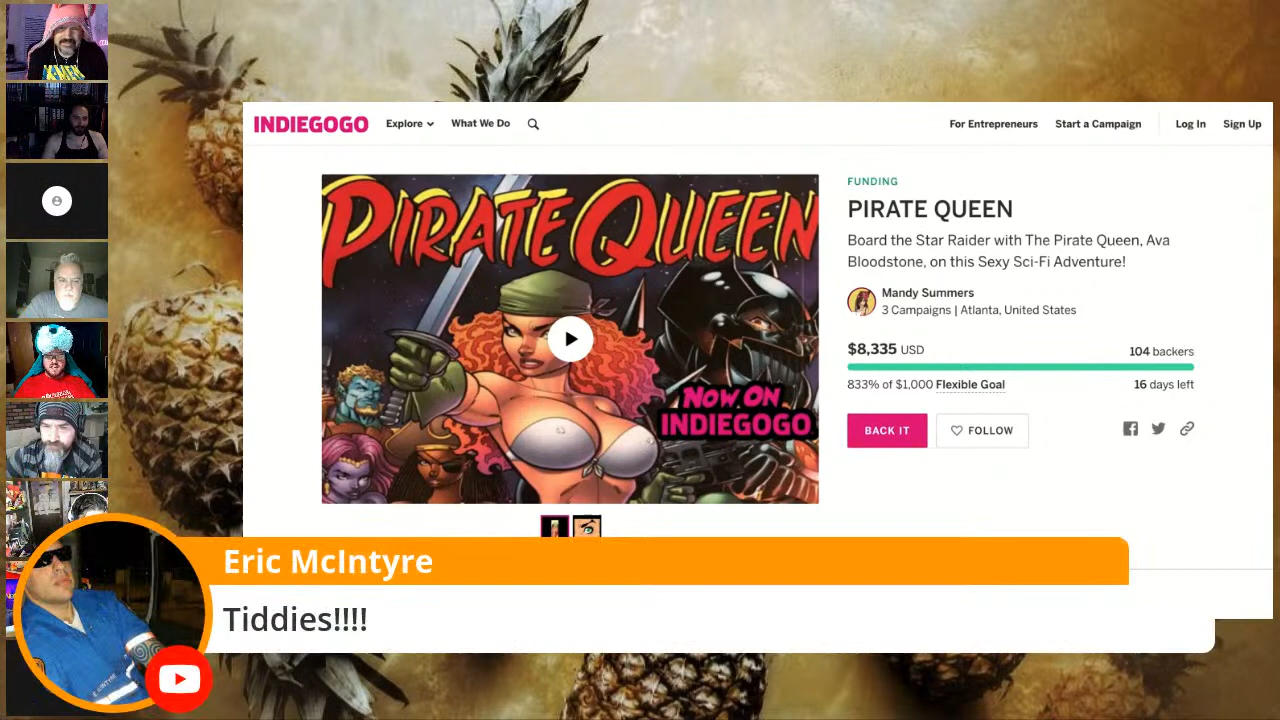 INDIEGOGO
Explore
What We Do
For Entrepreneurs
Start a Campaign
Log In
Sign Up
PIRATE QUEEN
NOW ON
INDIEGOGO
FUNDING
PIRATE QUEEN
Board the Star Raider with The Pirate Queen, Ava
Bloodstone, on this Sexy Sci-Fi Adventure!
Mandy Summers
3 Campaigns | Atlanta, United States
$8,335 USD
104 backers
833% of $1,000 Flexible Goal
16 days left
BACK IT
FOLLOW
X-MEN
Eric McIntyre
Tiddies!!!!